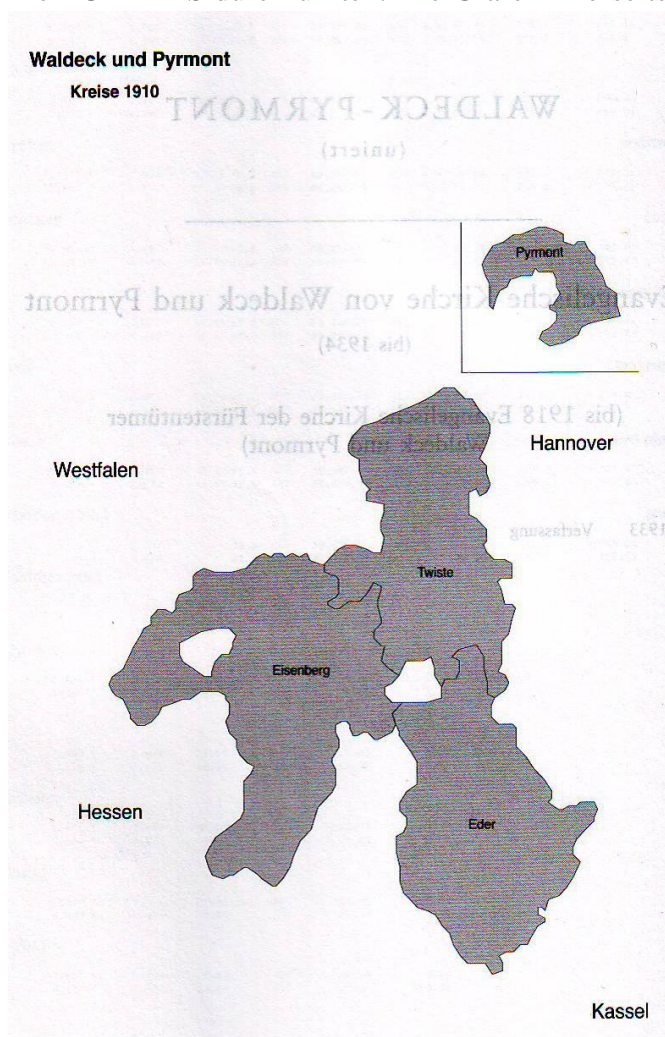 Waldeck und Pyrmont
Kreise 1910
WALDECK-PYRMONT
(uniert)
Pyrmont
Evangelische Kirche von Waldeck und Pyrmont
(bis 1934)
(bis 1918 Evangelische Kirche der Fürstentümer
Waldeck und Pyrmont)
Hannover
Westfalen
1933 Verfassung
Twiste
Eisenberg
Hessen
Eder
Kassel